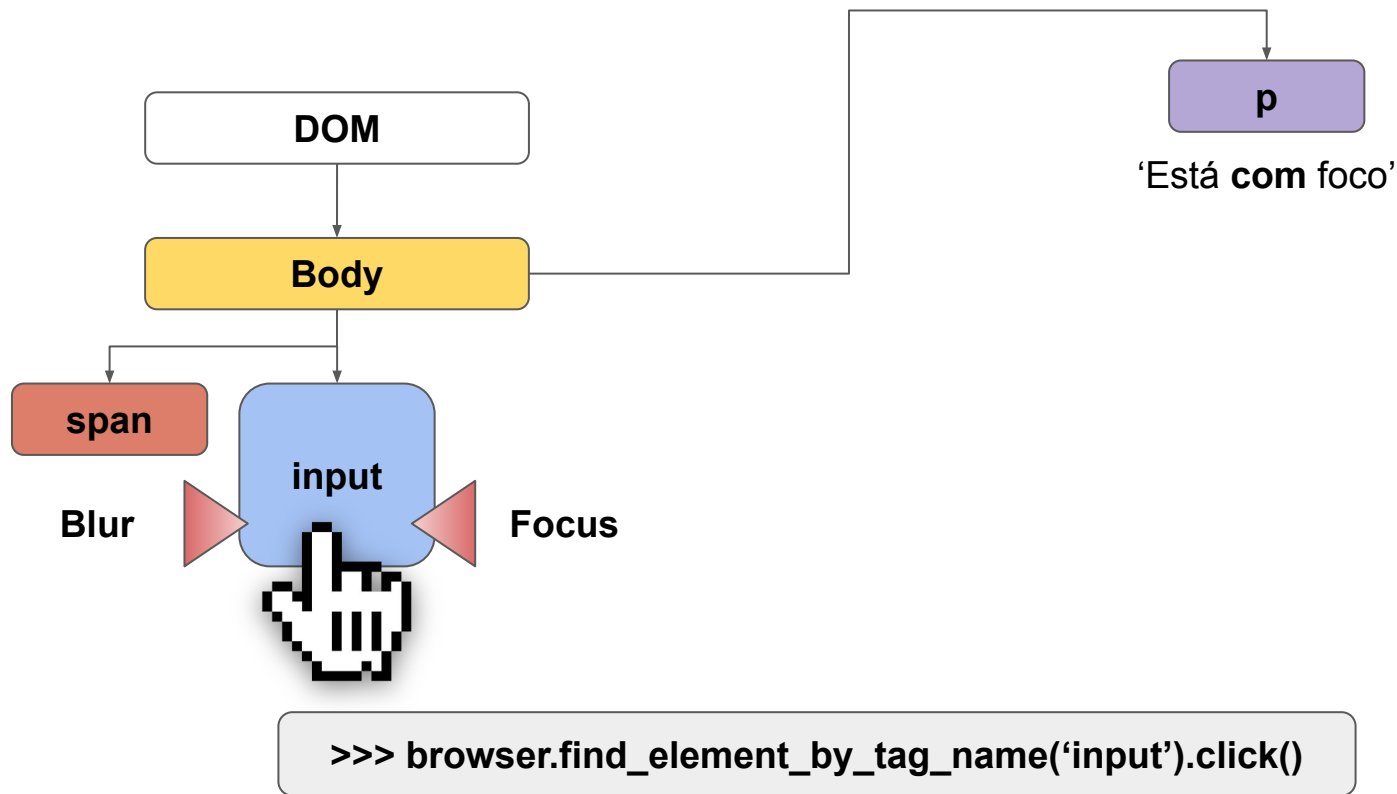 DOM
p
‘Está com foco’
Body
span
input
Blur
Focus
>>> browser.find_element_by_tag_name(‘input’).click()